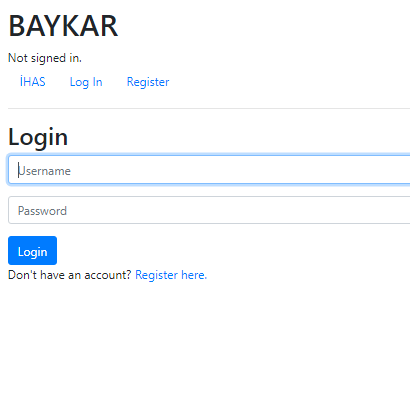 BAYKAR
Not signed in.
İHAS Log In Register
Login
Username
Password
Login
Don't have an account? Register here.